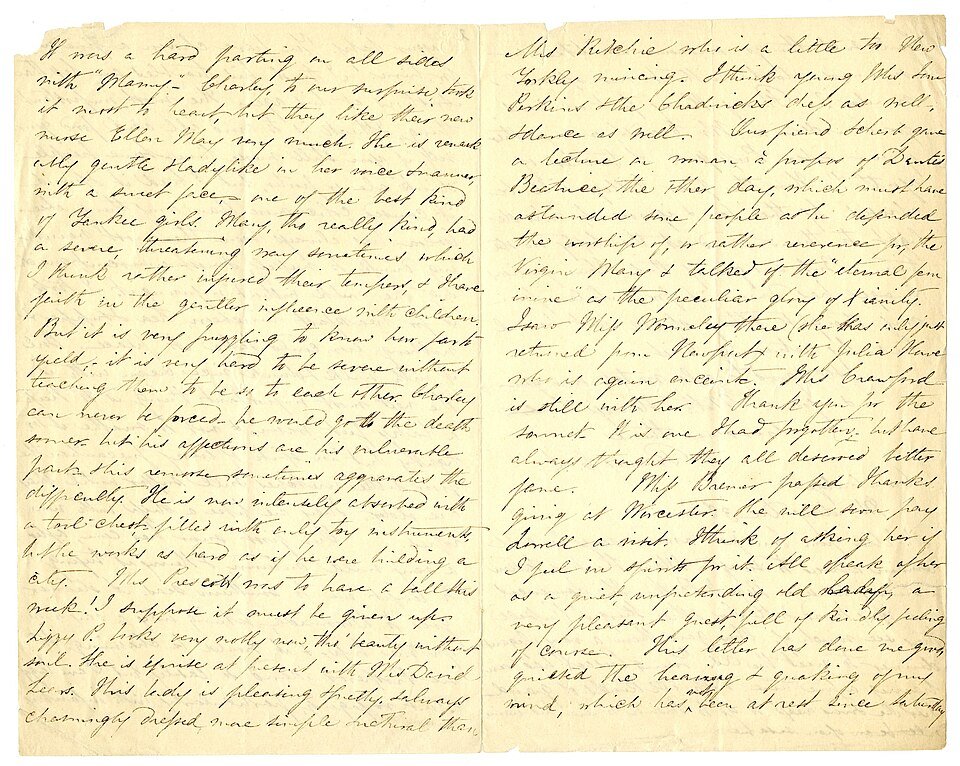 It was a hard parting on all sides
with "Mamy" - Charley, to our surprise took
it most to heart, but they like their new
nurse Ellen May very much. She is remark
ably gentle & ladylike in her voice & manner,
with a sweet face, - one of the best kind
of Yankee girls. Mamy, tho' really kind, had
a severe, threatening way sometimes which
I think rather injured their tempers, & I have
faith in the gentler influence with children.
But it is very puzzling to know how far to
yield; it is very hard to be severe without
teaching them to be so to each other. Charley
can never be forced - he would go to the death
sooner - but his affections are his vulnerable
part & his remorse sometimes aggravates the
difficulty. He is now intensely absorbed with
a tool chest, filled with only toy instruments,
but he works as hard as if he were building a
city. Mrs Prescott was to have a ball this
week! I suppose it must be given up.
Lizzy P. looks very well now, tho' beauty without
soul. She is at present with Mrs David
Sears. This lady is pleasing & pretty, & always
charmingly dressed, more simple & natural than
Mrs Ritchie who is a little too New
Yorkly mincing. I think young Mrs
Perkins & the Chadwicks dress as well,
& dance as well. Our friend Scherb gave
a lecture on woman à propos of Dante's
Beatrice, the other day, which must have
astounded some people as he defended
the worship of, or rather reverence for, the
Virgin Mary & talked of the "eternal fem
inine" as the peculiar glory of Xianity.
I saw Miss Wormeley there (she has only just
returned from Newport) with Julia Howe
who is again enceinte. Mrs Crawford
is still with her. Thank you for the
sonnet. It is one I had forgotten - but have
always thought they all deserved better
fame. Miss Bremer passed Thanks
giving at Worcester. She will soon pay
Lowell a visit. I think of asking her if
I feel in spirits for it. All speak of her
as a quiet unpretending old lady, a
very pleasant guest, full of kindly feeling
of course. This letter has done me good,
quieted the heaving & quaking of my
mind, which has not been at rest since Saturday